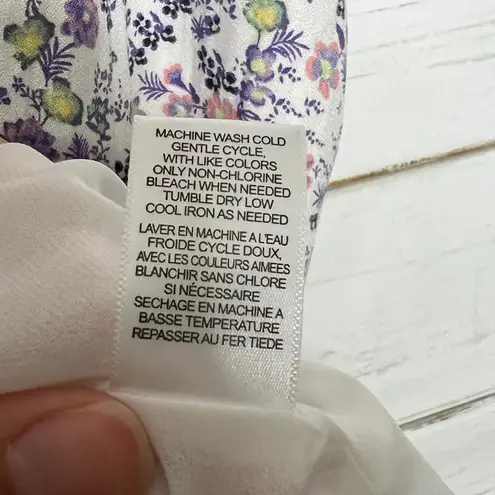 MACHINE WASH COLD
GENTLE CYCLE,
WITH LIKE COLORS
ONLY NON-CHLORINE
BLEACH WHEN NEEDED
TUMBLE DRY LOW
COOL IRON AS NEEDED
LAVER EN MACHINE A L'EAU
FROIDE CYCLE DOUX,
AVEC LES COULEURS AIMEES
BLANCHIR SANS CHLORE
SI NÉCESSAIRE
SECHAGE EN MACHINE A
BASSE TEMPERATURE
REPASSER AU FER TIEDE